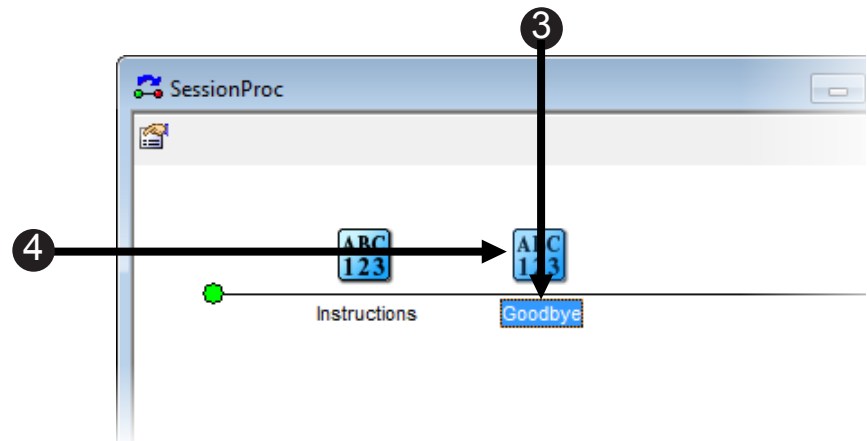 3
SessionProc
4
ABC
123
ABC
123
Instructions
Goodbye